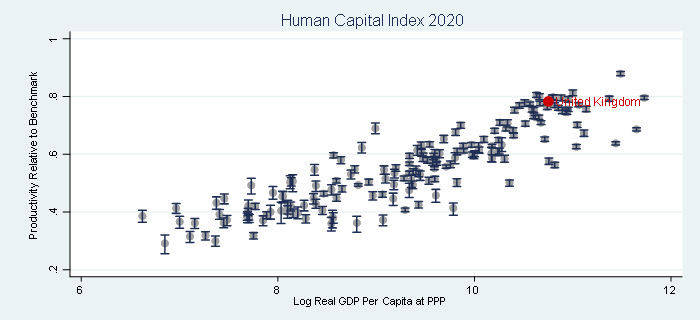 Human Capital Index 2020
Productivity Relative to Benchmark
1
.8
.6
.4
.2
United Kingdom
6
8
10
12
Log Real GDP Per Capita at PPP